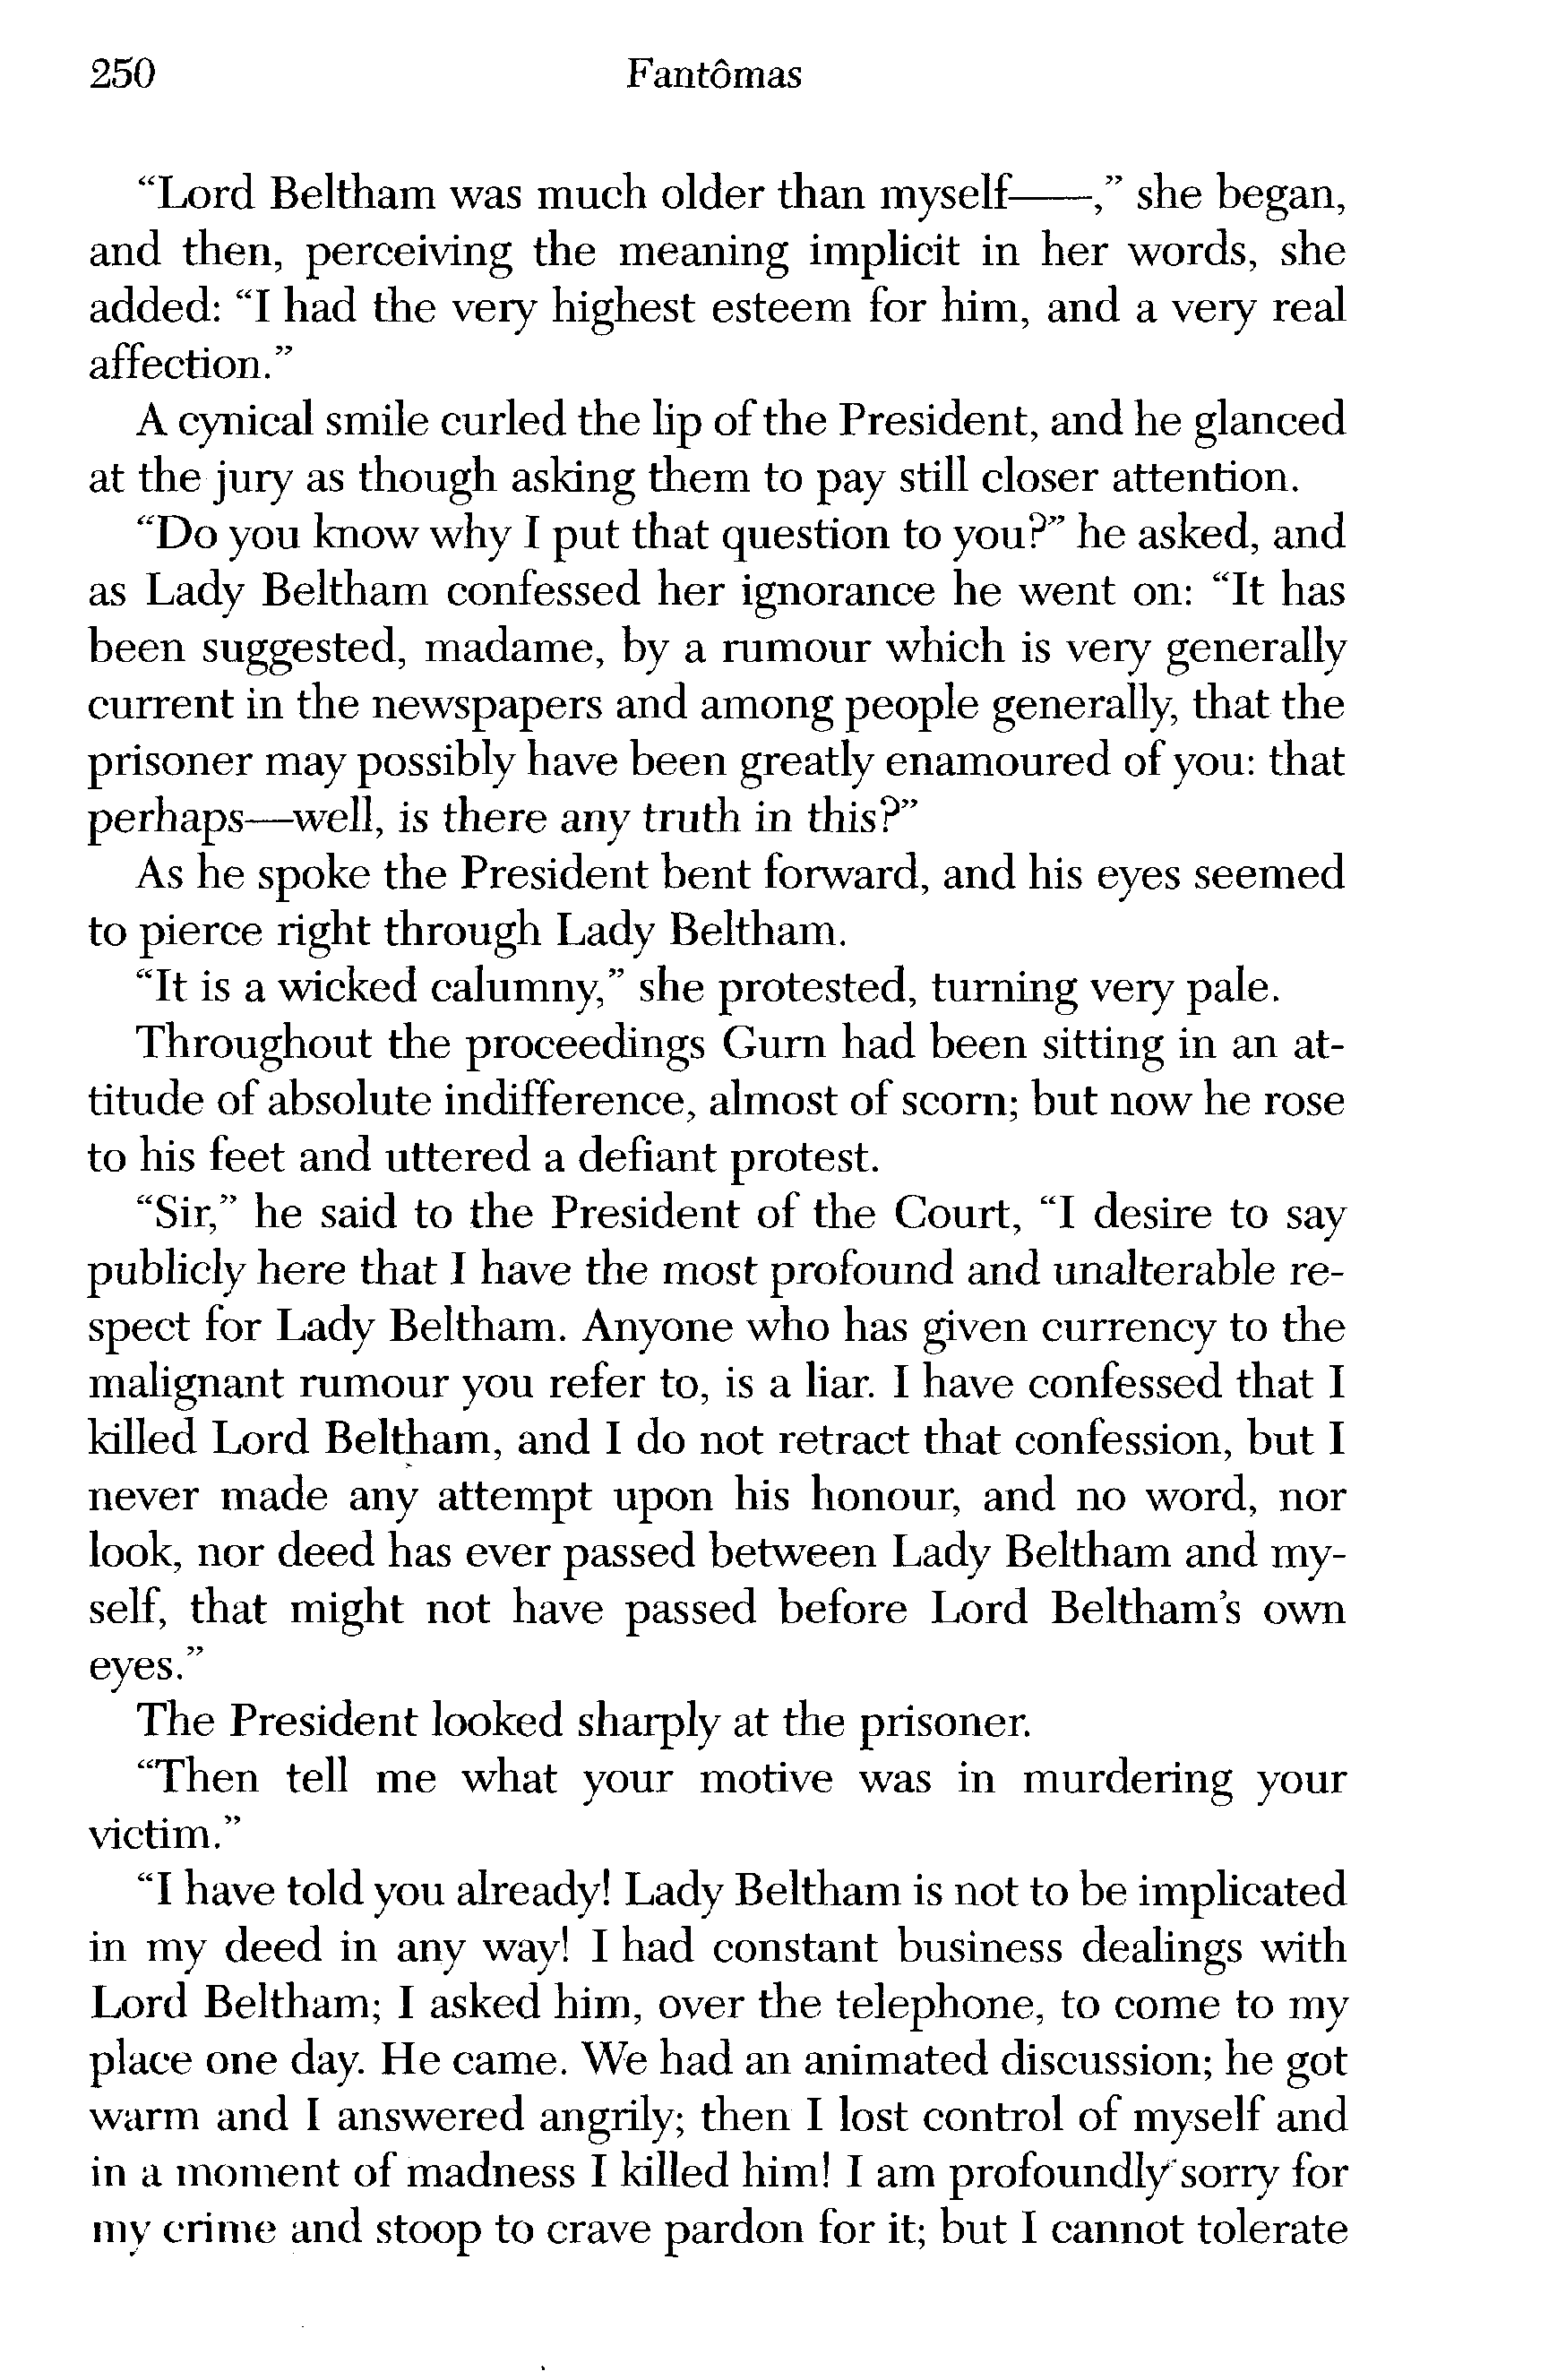 250 Fantômas
“Lord Beltham was much older than myself——,” she began,
and then, perceiving the meaning implicit in her words, she
added: “I had the very highest esteem for him, and a very real
affection.”
A cynical smile curled the lip of the President, and he glanced
at the jury as though asking them to pay still closer attention.
“Do you know why I put that question to you?” he asked, and
as Lady Beltham confessed her ignorance he went on: “It has
been suggested, madame, by a rumour which is very generally
current in the newspapers and among people generally, that the
prisoner may possibly have been greatly enamoured of you: that
perhaps—well, is there any truth in this?”
As he spoke the President bent forward, and his eyes seemed
to pierce right through Lady Beltham.
“It is a wicked calumny,” she protested, turning very pale.
Throughout the proceedings Gurn had been sitting in an at-
titude of absolute indifference, almost of scorn; but now he rose
to his feet and uttered a defiant protest.
“Sir,” he said to the President of the Court, “I desire to say
publicly here that I have the most profound and unalterable re-
spect for Lady Beltham. Anyone who has given currency to the
malignant rumour you refer to, is a liar. I have confessed that I
killed Lord Beltham, and I do not retract that confession, but I
never made any attempt upon his honour, and no word, nor
look, nor deed has ever passed between Lady Beltham and my-
self, that might not have passed before Lord Beltham’s own
eyes.”
The President looked sharply at the prisoner.
“Then tell me what your motive was in murdering your
victim.”
“I have told you already! Lady Beltham is not to be implicated
in my deed in any way! I had constant business dealings with
Lord Beltham; I asked him, over the telephone, to come to my
place one day. He came. We had an animated discussion; he got
warm and I answered angrily; then I lost control of myself and
in a moment of madness I killed him! I am profoundly sorry for
my crime and stoop to crave pardon for it; but I cannot tolerate